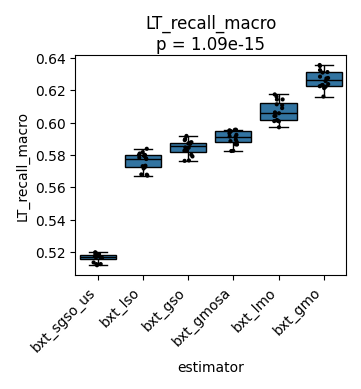 LT_recall_macro
p = 1.09e-15
LT_recall_macro
0.64
0.62
0.60
0.58
0.56
0.54
0.52
bxt_sgso_us
bxt_lso
bxt_gso
bxt_gmosa
bxt_lmo
bxt_gmo
estimator